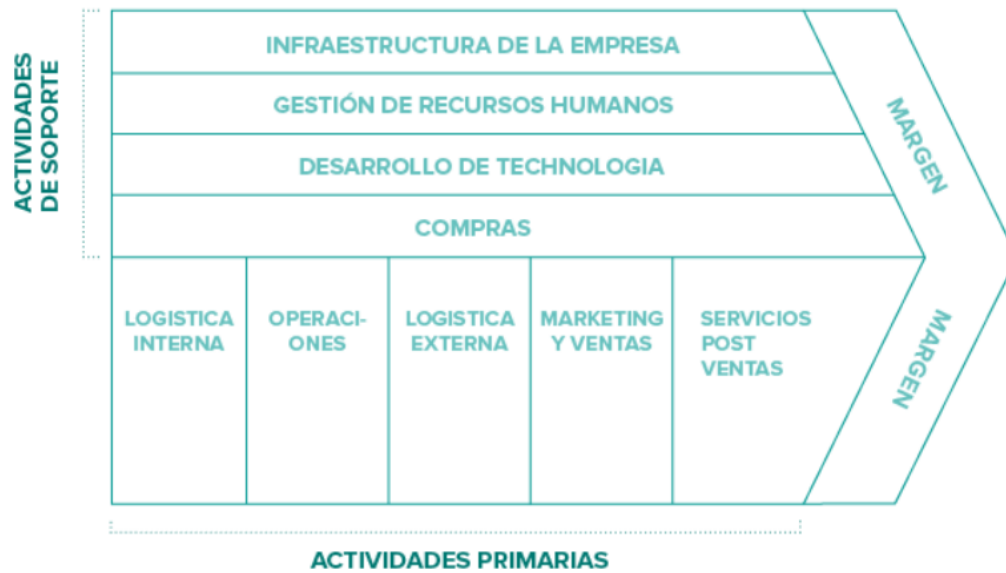 ACTIVIDADES
DE SOPORTE
INFRAESTRUCTURA DE LA EMPRESA
GESTIÓN DE RECURSOS HUMANOS
DESARROLLO DE TECHNOLOGIA
COMPRAS
MARGEN
LOGISTICA
INTERNA
OPERACI-
ONES
LOGISTICA
EXTERNA
MARKETING
Y VENTAS
SERVICIOS
POST
VENTAS
MARGEN
ACTIVIDADES PRIMARIAS